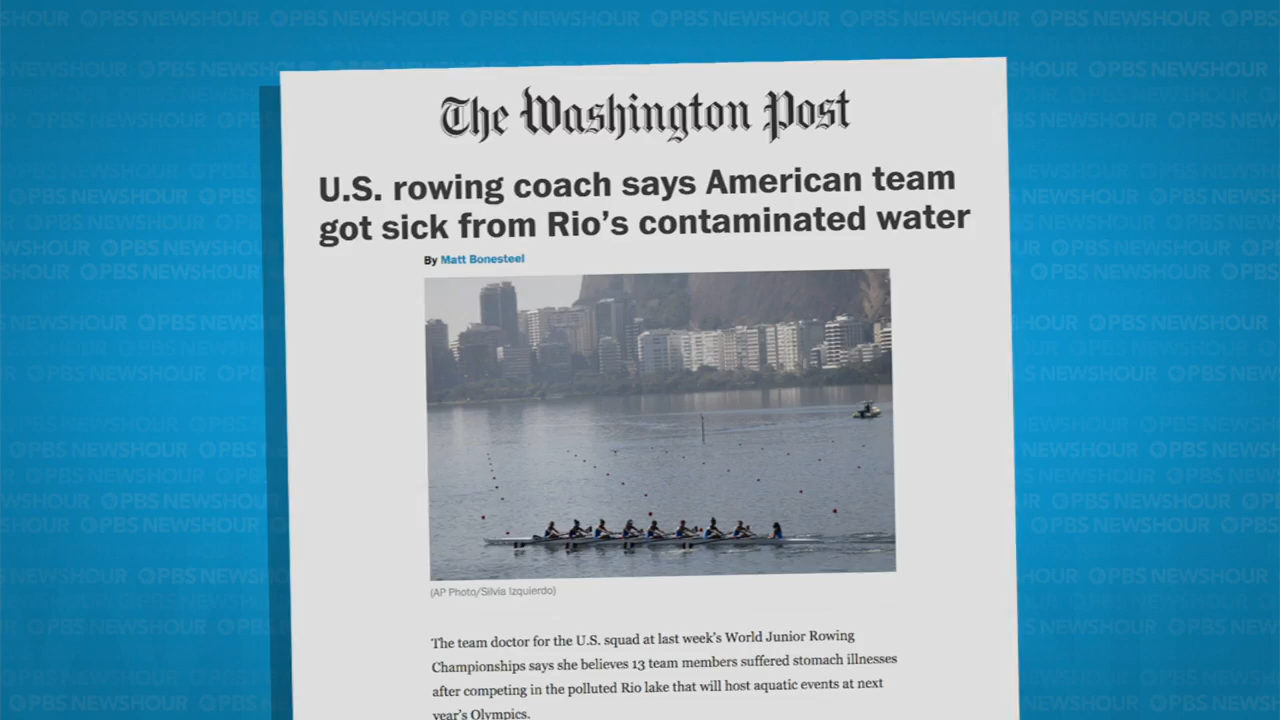 The Washington Post
U.S. rowing coach says American team
got sick from Rio's contaminated water
By Matt Bonesteel
(AP Photo/Silvia Izquierdo)
The team doctor for the U.S. squad at last week's World Junior Rowing
Championships says she believes 13 team members suffered stomach illnesses
after competing in the polluted Rio lake that will host aquatic events at next
year's Olympics.